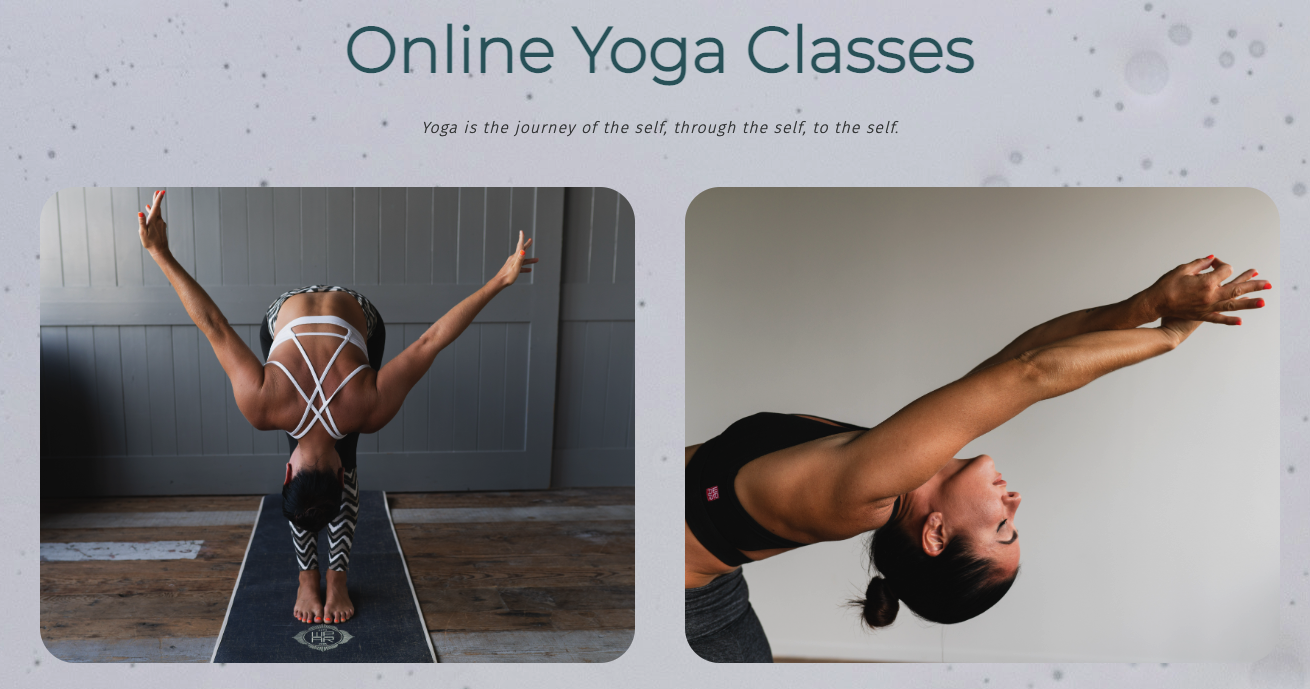 Online Yoga Classes
Yoga is the journey of the self, through the self, to the self.